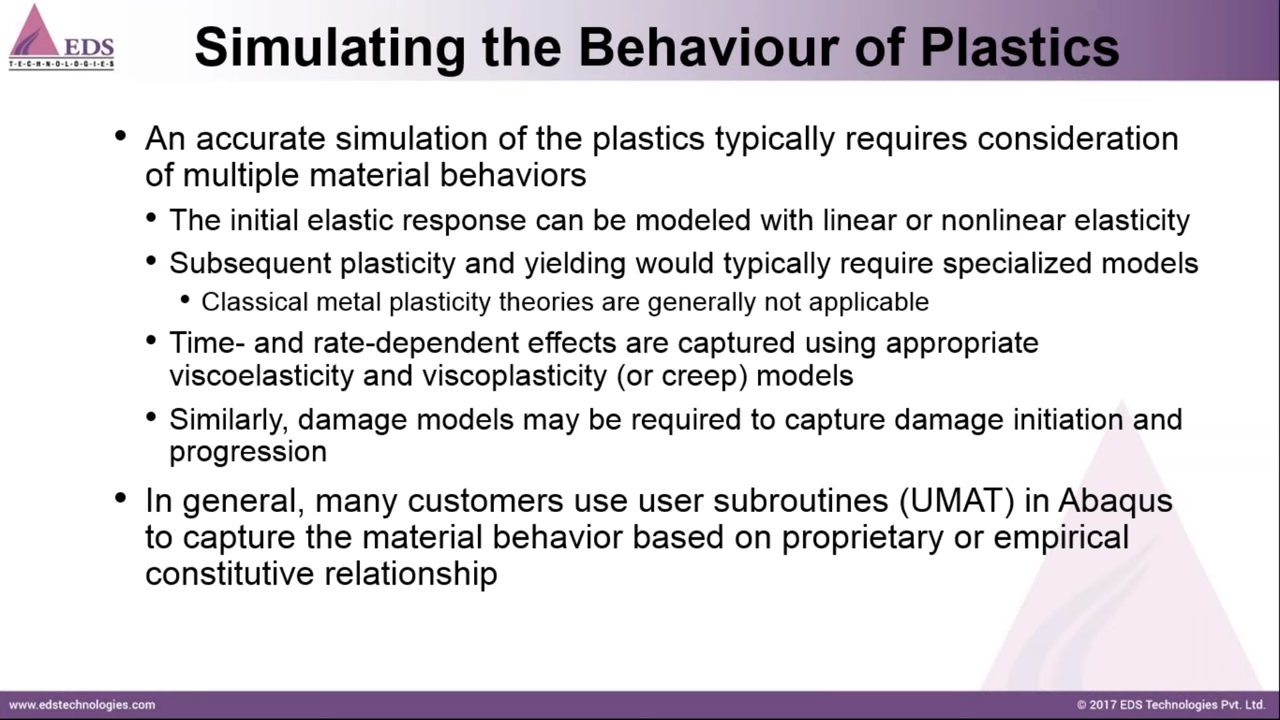 EDS
T·E·C·H·N·O·L·O·G·I·E·S
Simulating the Behaviour of Plastics
• An accurate simulation of the plastics typically requires consideration
of multiple material behaviors
• The initial elastic response can be modeled with linear or nonlinear elasticity
• Subsequent plasticity and yielding would typically require specialized models
• Classical metal plasticity theories are generally not applicable
• Time- and rate-dependent effects are captured using appropriate
viscoelasticity and viscoplasticity (or creep) models
• Similarly, damage models may be required to capture damage initiation and
progression
• In general, many customers use user subroutines (UMAT) in Abaqus
to capture the material behavior based on proprietary or empirical
constitutive relationship
www.edstechnologies.com
© 2017 EDS Technologies Pvt. Ltd.